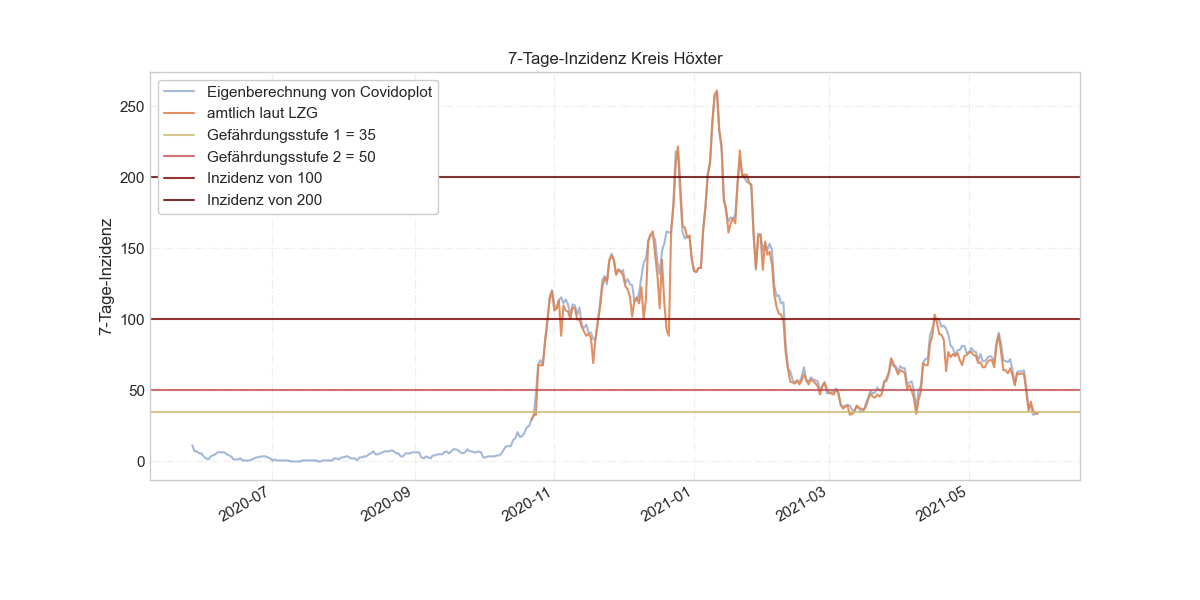 7-Tage-Inzidenz Kreis Höxter
Eigenberechnung von Covidoplot
amtlich laut LZG
Gefährdungsstufe 1 = 35
Gefährdungsstufe 2 = 50
Inzidenz von 100
Inzidenz von 200
7-Tage-Inzidenz
250
200
150
100
50
0
2020-07
2020-09
2020-11
2021-01
2021-03
2021-05